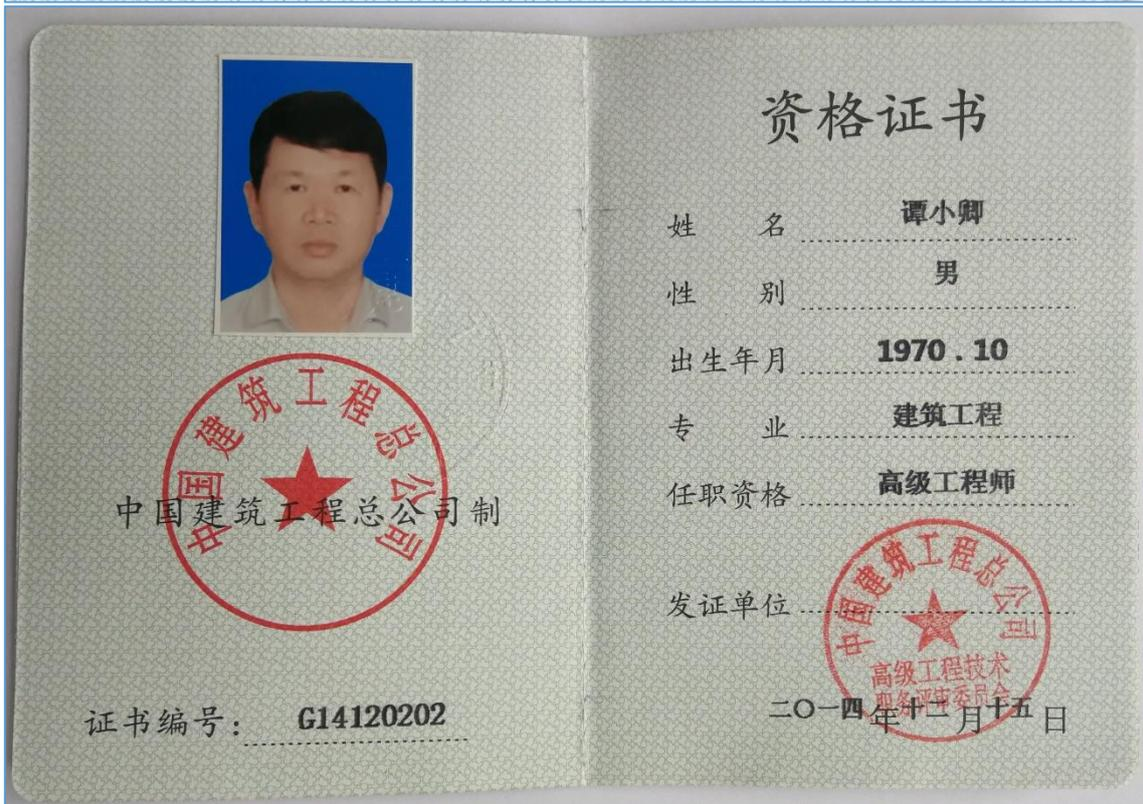 中国建筑工程总公司
中国建筑工程总公司制
证书编号: G14120202
资格证书
姓 名 谭小卿
性 别 男
出生年月 1970.10
专 业 建筑工程
任职资格 高级工程师
发证单位
中国建筑工程总公司
高级工程技术
职务评审委员会
二〇一四年十二月十五日